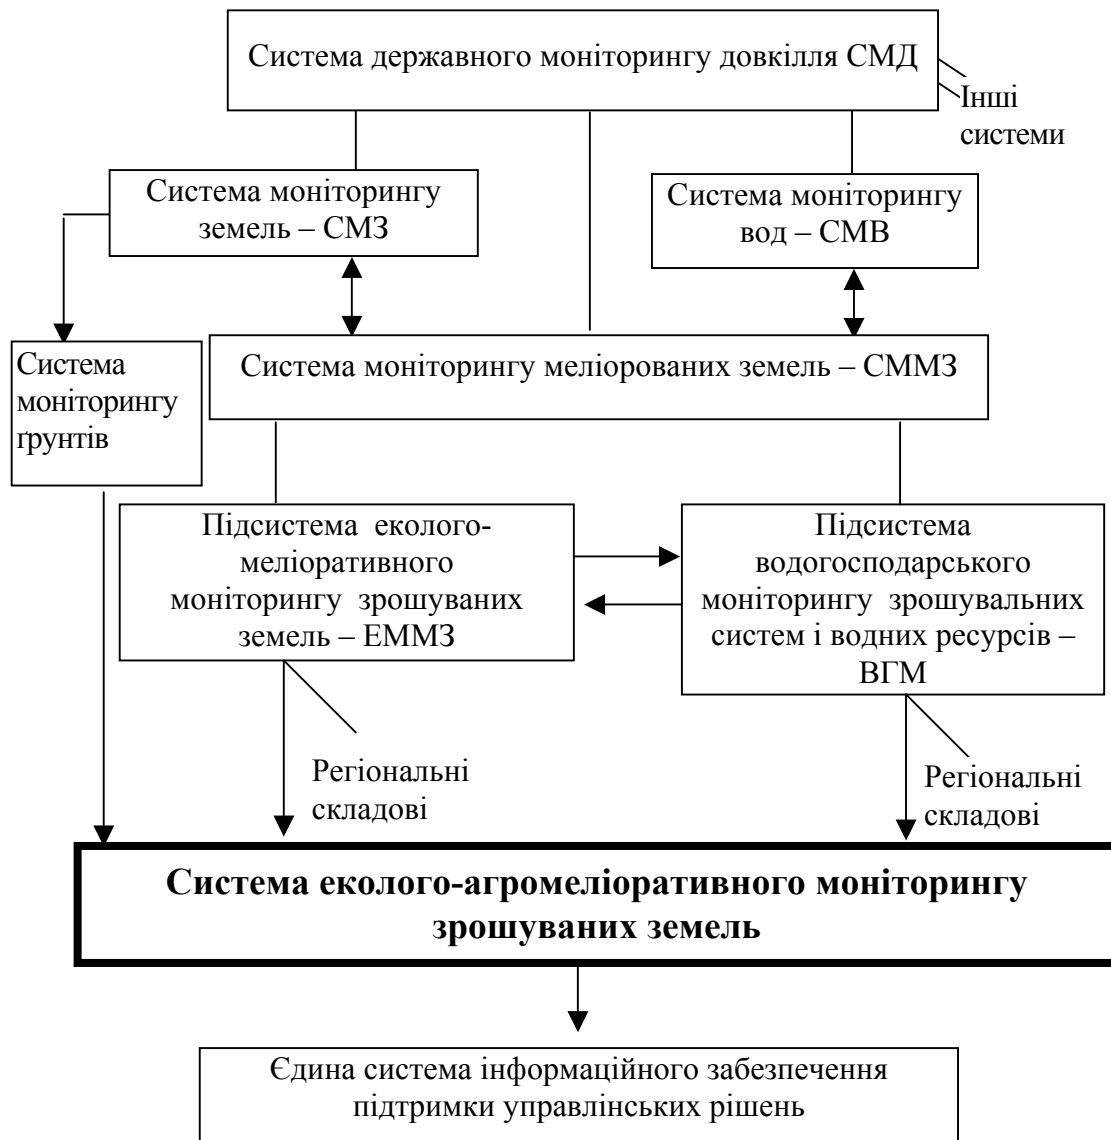 Система державного моніторингу довкілля СМД
Інші
системи
Система моніторингу
земель – СМЗ
Система моніторингу
вод – СМВ
Система
моніторингу
ґрунтів
Система моніторингу меліорованих земель – СММЗ
Підсистема еколого-
меліоративного
моніторингу зрошуваних
земель – ЕММЗ
Підсистема
водогосподарського
моніторингу зрошувальних
систем і водних ресурсів –
ВГМ
Регіональні
складові
Регіональні
складові
Система еколого-агромеліоративного моніторингу
зрошуваних земель
Єдина система інформаційного забезпечення
підтримки управлінських рішень